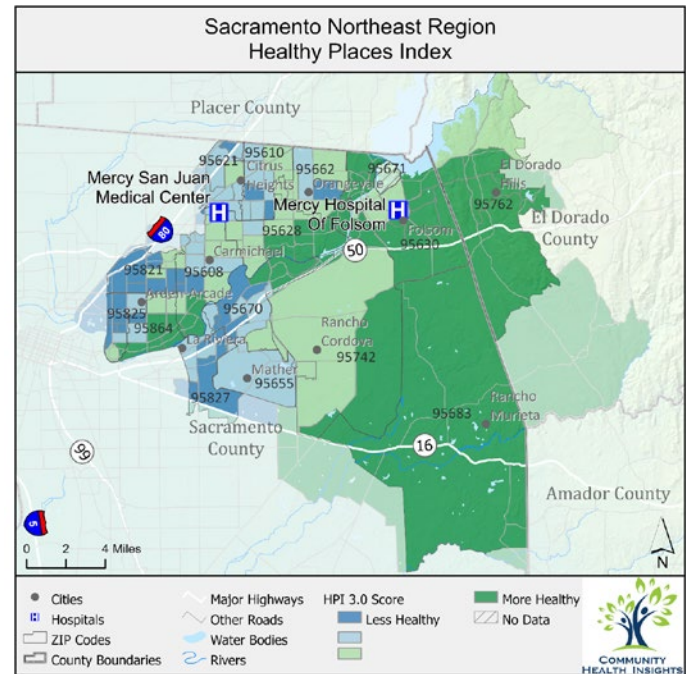 Sacramento Northeast Region
Healthy Places Index
Placer County
95610
95621
Citrus
Heights
95662
Orangevale
95671
El Dorado
Hills
95762
Mercy San Juan
Medical Center
H
Mercy Hospital
Of Folsom
H
Folsom
95630
El Dorado
County
80
95628
50
Carmichael
95608
95821
Arden-Arcade
95825
95864
95670
La Riviera
Rancho
Cordova
95742
Mather
95655
95827
Sacramento
County
95683
Rancho
Murieta
16
99
Amador County
5
0 2 4 Miles
N
Cities
Hospitals
ZIP Codes
County Boundaries
Major Highways
Other Roads
Water Bodies
Rivers
HPI 3.0 Score
Less Healthy
More Healthy
No Data
COMMUNITY
HEALTH INSIGHTS